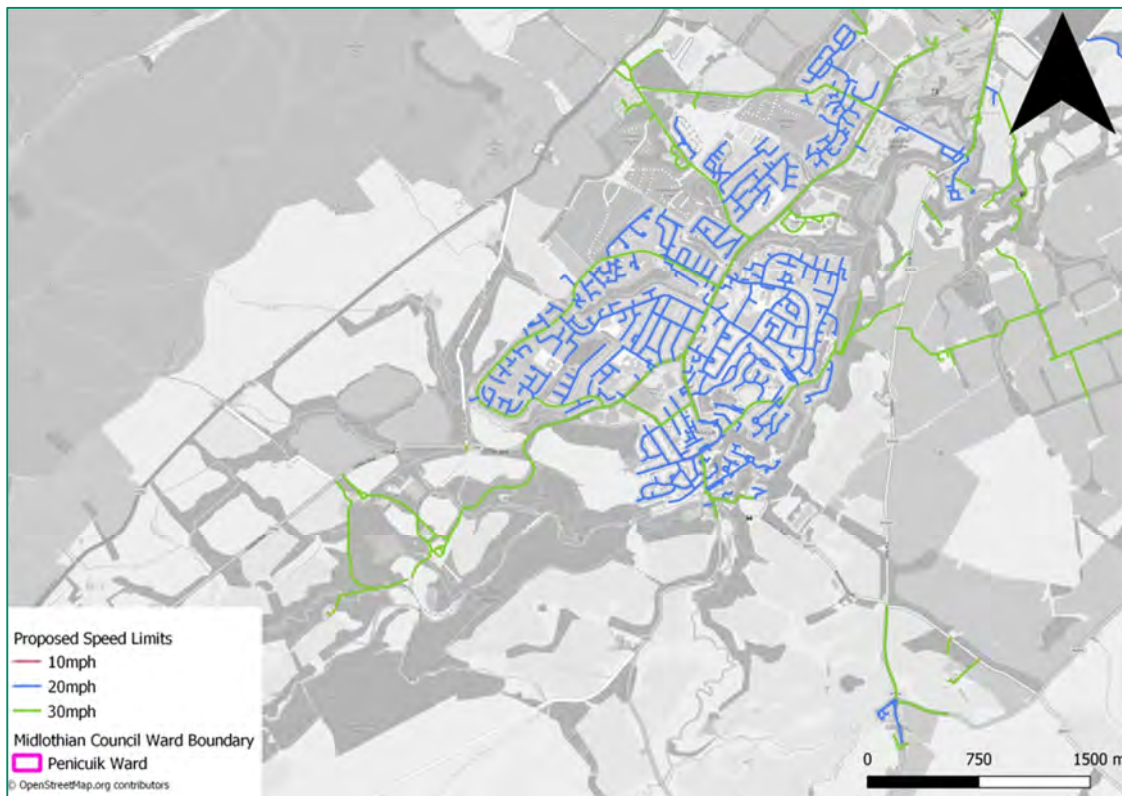 Proposed Speed Limits
10mph
20mph
30mph
Midlothian Council Ward Boundary
Penicuik Ward
© OpenStreetMap.org contributors
0 750 1500 m